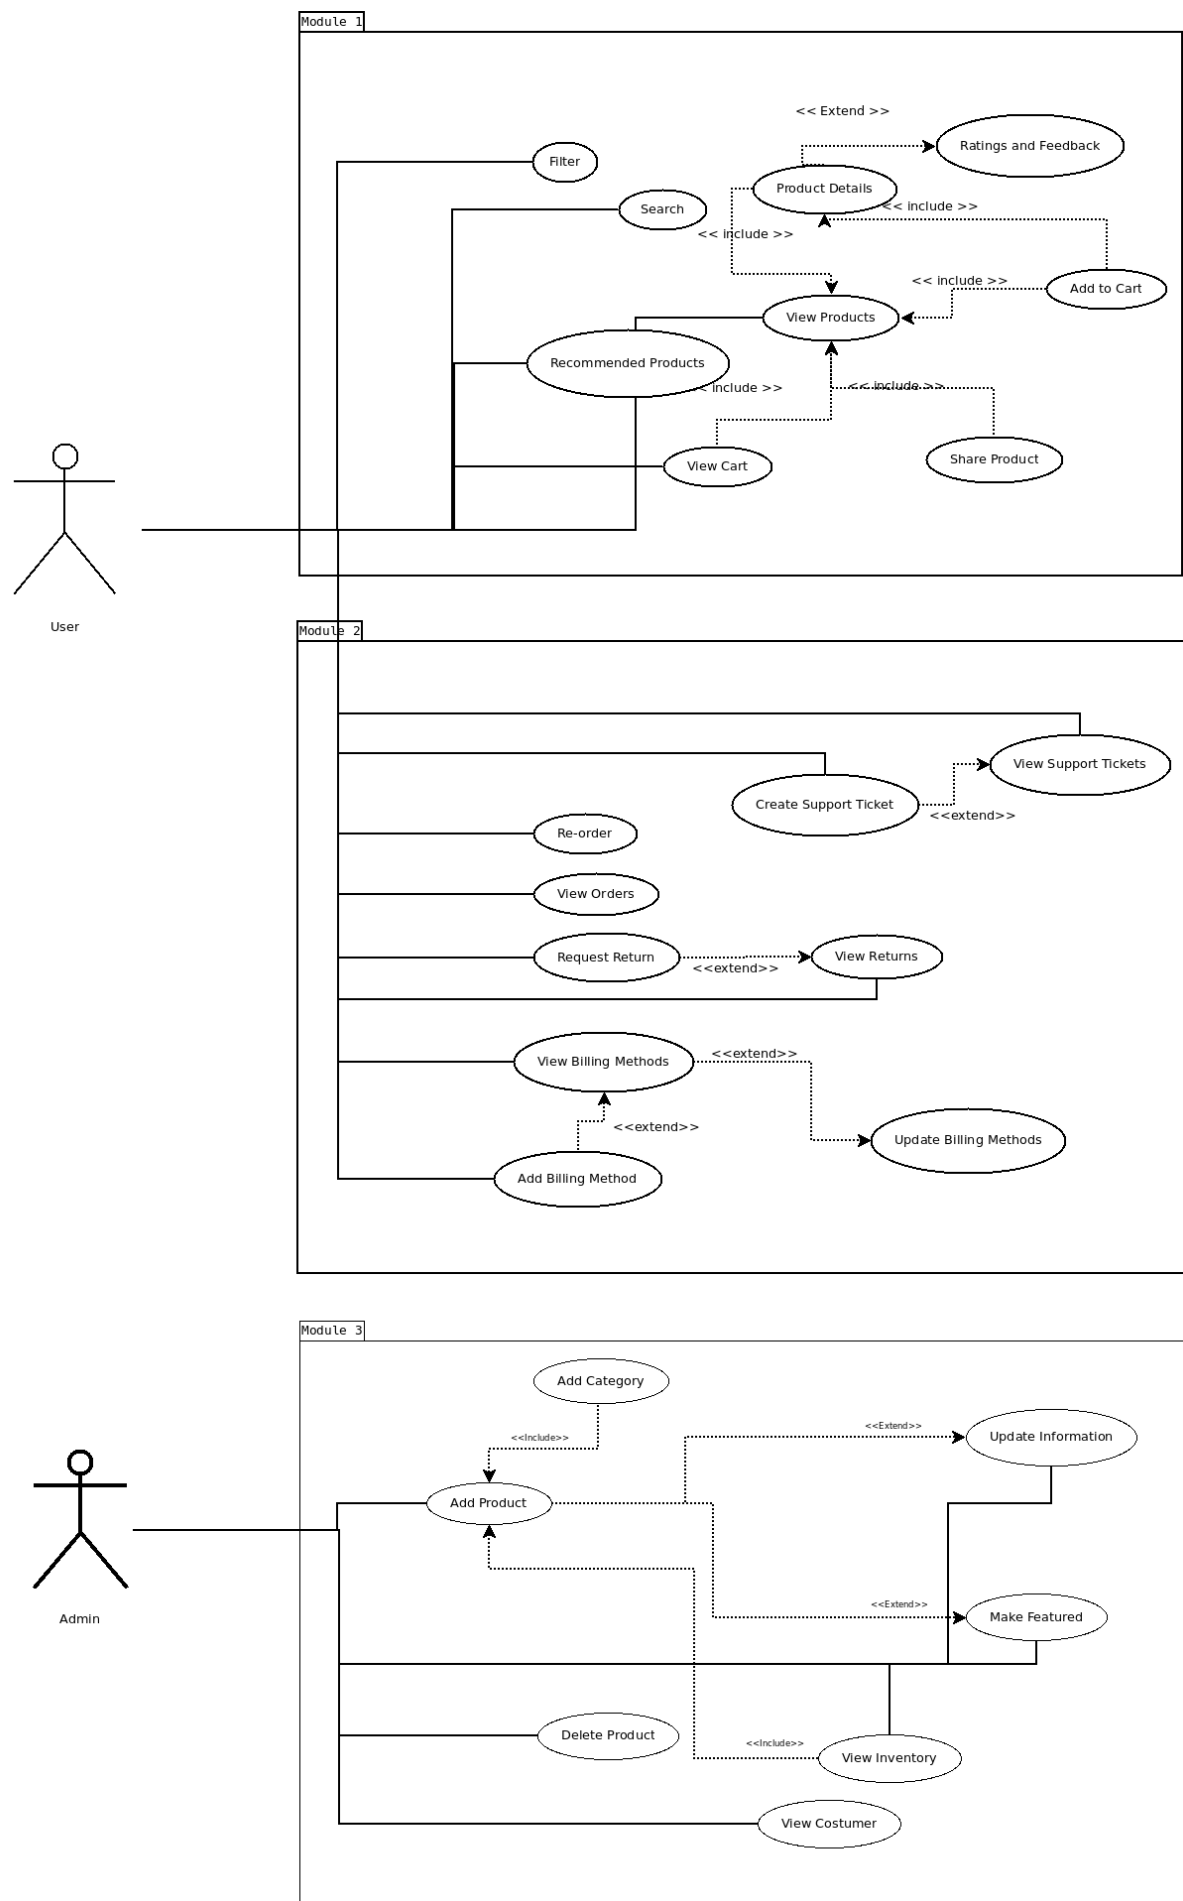 Module 1
<< Extend >>
Ratings and Feedback
Filter
Product Details
Search
<< include >>
<< include >>
Add to Cart
<< include >>
View Products
Recommended Products
< include >>
<< include >>
View Cart
Share Product
User
Module 2
View Support Tickets
Create Support Ticket
<<extend>>
Re-order
View Orders
Request Return
View Returns
<<extend>>
View Billing Methods
<<extend>>
<<extend>>
Update Billing Methods
Add Billing Method
Module 3
Add Category
<<Include>>
<<Extend>>
Update Information
Add Product
Admin
<<Extend>>
Make Featured
Delete Product
<<Include>>
View Inventory
View Costumer